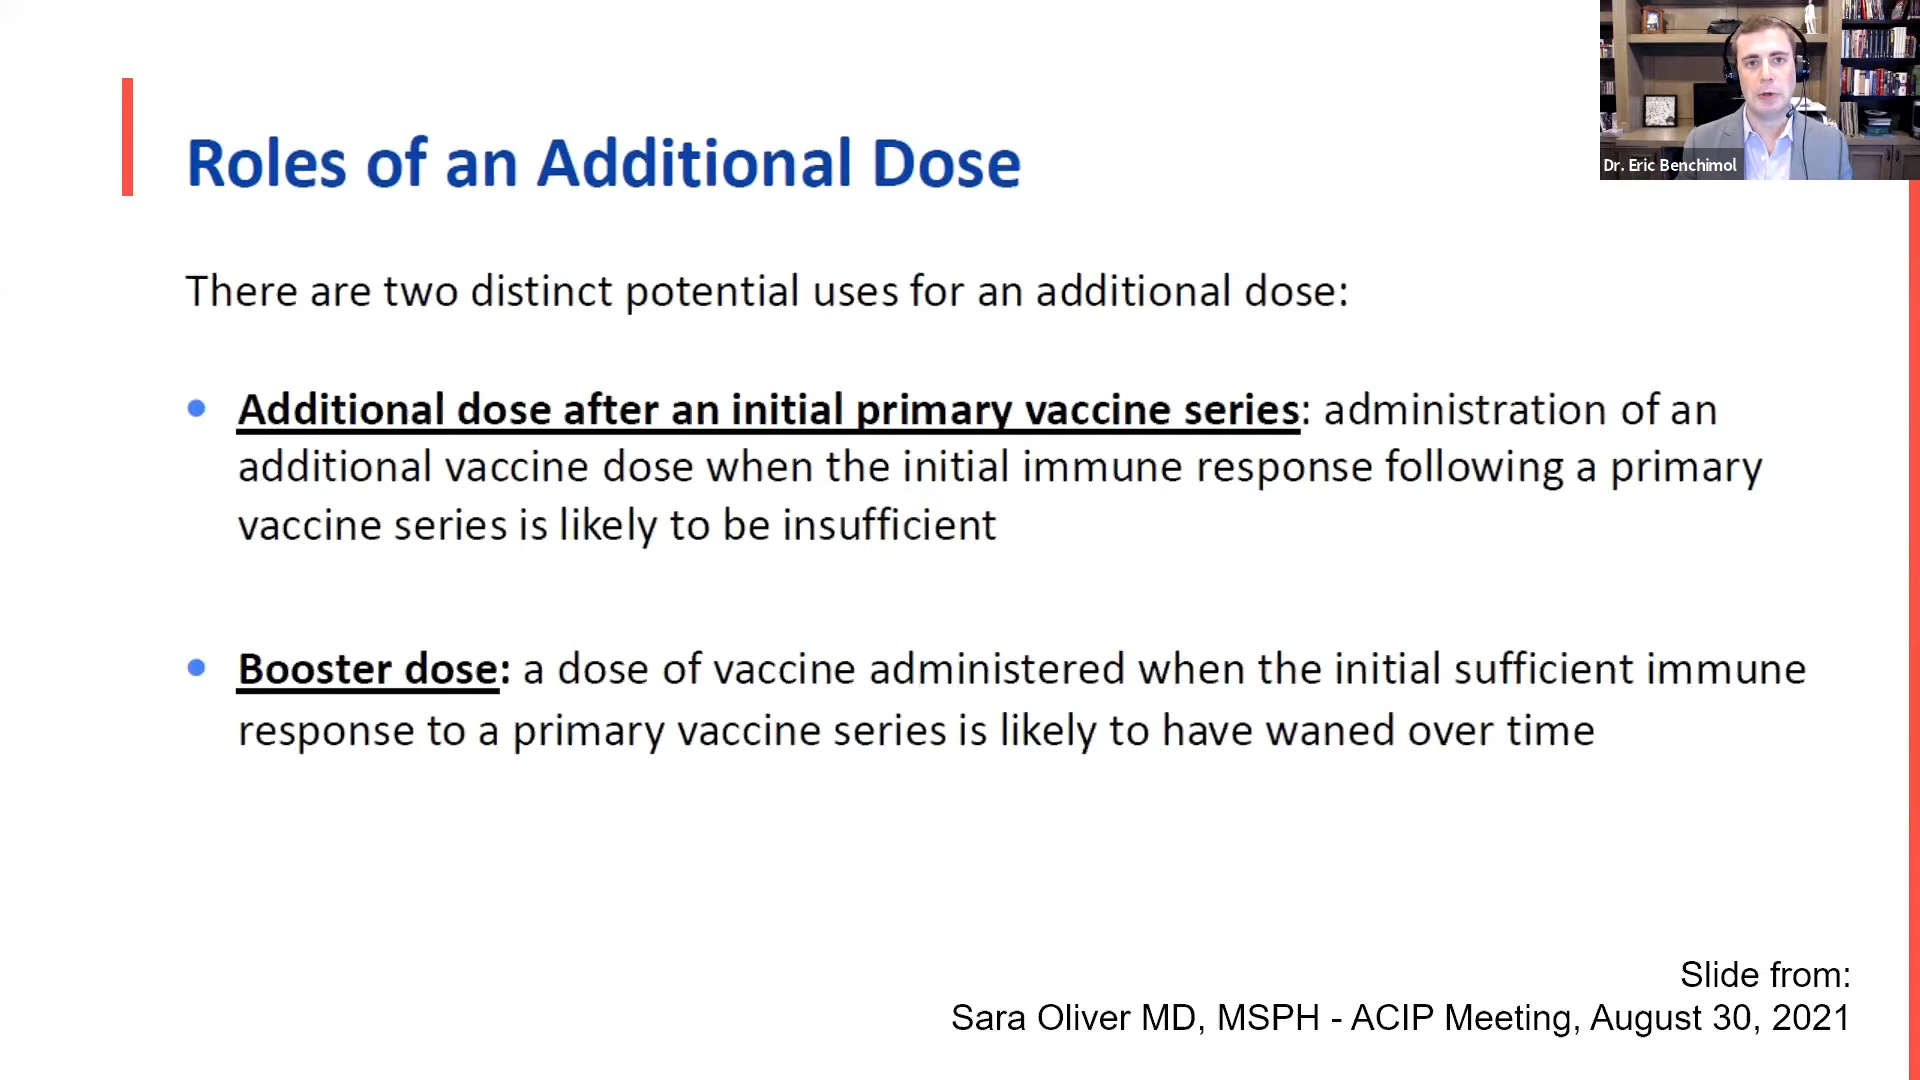 Roles of an Additional Dose
There are two distinct potential uses for an additional dose:
• Additional dose after an initial primary vaccine series: administration of an
additional vaccine dose when the initial immune response following a primary
vaccine series is likely to be insufficient
• Booster dose: a dose of vaccine administered when the initial sufficient immune
response to a primary vaccine series is likely to have waned over time
Slide from:
Sara Oliver MD, MSPH - ACIP Meeting, August 30, 2021
Dr. Eric Benchimol